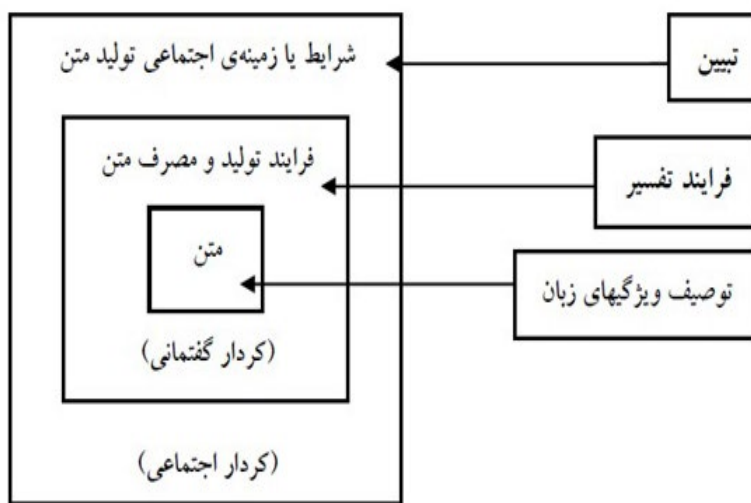 شرایط یا زمینه‌ی اجتماعی تولید متن
تبیین
فرایند تولید و مصرف متن
فرایند تفسیر
متن
توصیف ویژگیهای زبان
(کردار گفتمانی)
(کردار اجتماعی)